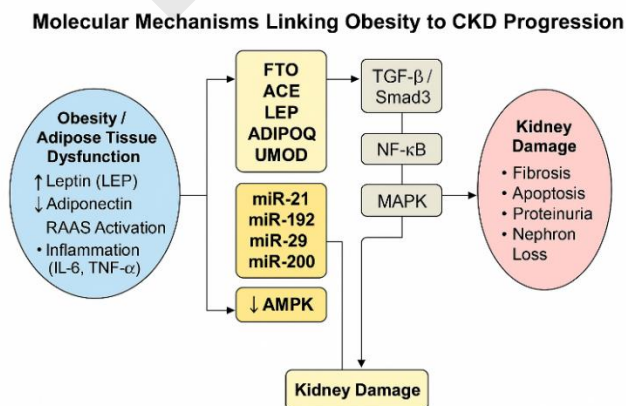 Molecular Mechanisms Linking Obesity to CKD Progression
Obesity /
Adipose Tissue
Dysfunction
↑ Leptin (LEP)
↓ Adiponectin
RAAS Activation
• Inflammation
(IL-6, TNF-α)
FTO
ACE
LEP
ADIPOQ
UMOD
miR-21
miR-192
miR-29
miR-200
↓ AMPK
TGF-β /
Smad3
NF-κB
MAPK
Kidney
Damage
• Fibrosis
• Apoptosis
• Proteinuria
• Nephron
Loss
Kidney Damage